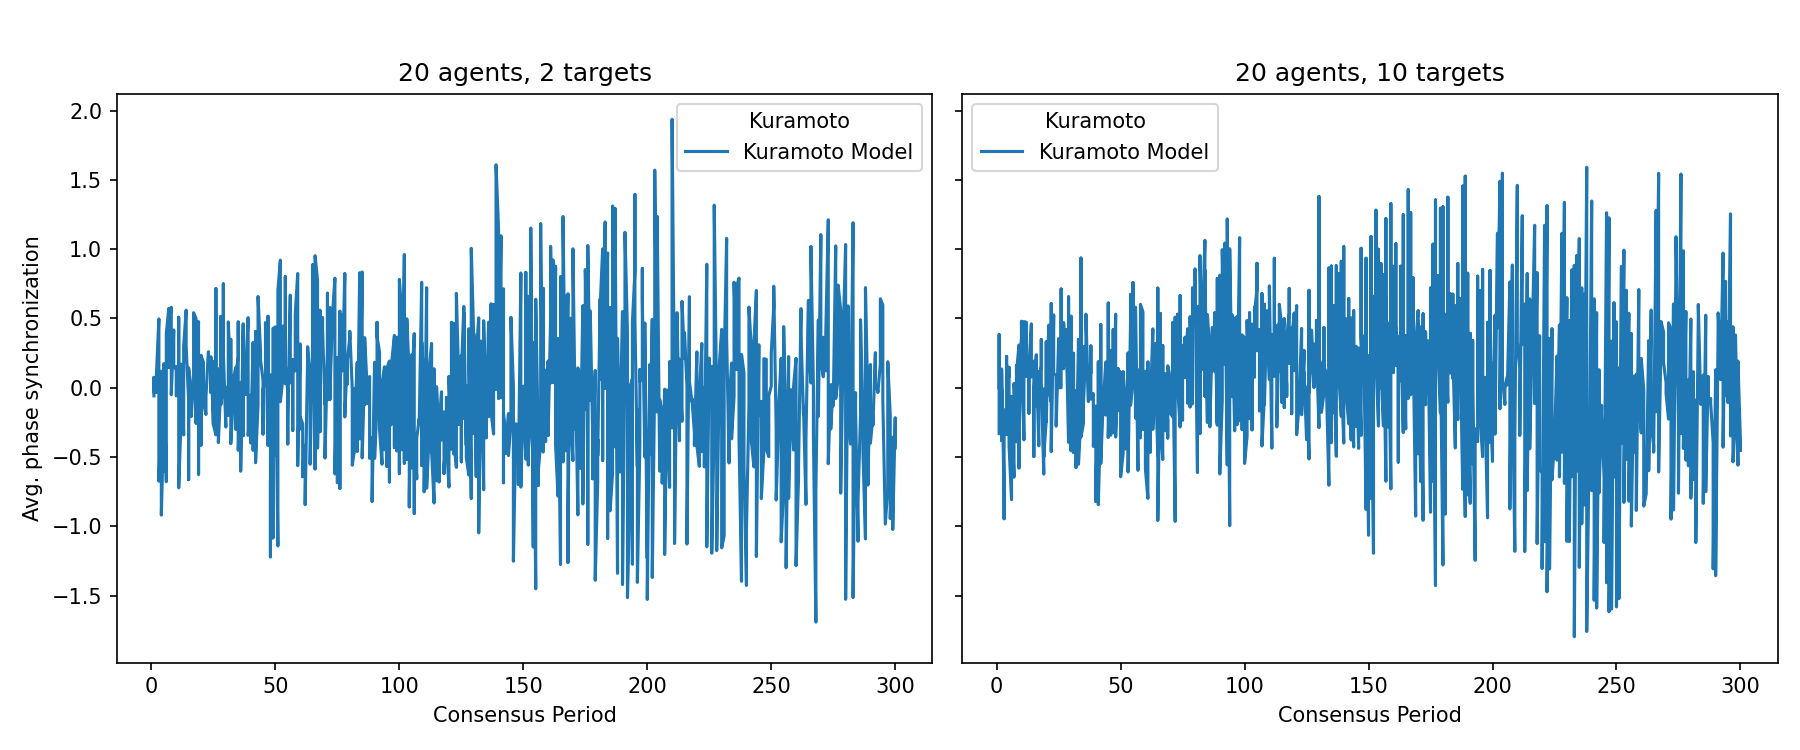 20 agents, 2 targets
Kuramoto
Kuramoto Model
Avg. phase synchronization
2.0
1.5
1.0
0.5
0.0
−0.5
−1.0
−1.5
0 50 100 150 200 250 300
Consensus Period
20 agents, 10 targets
Kuramoto
Kuramoto Model
0 50 100 150 200 250 300
Consensus Period